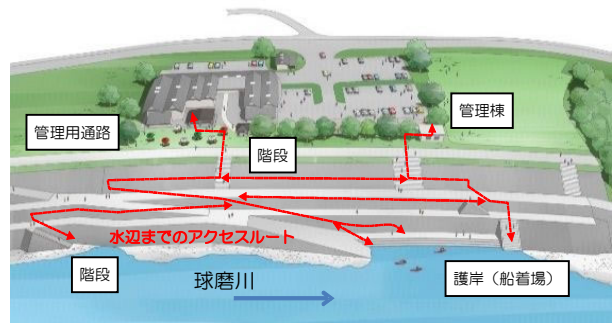 管理用通路
管理棟
階段
水辺までのアクセスルート
階段
球磨川
護岸（船着場）